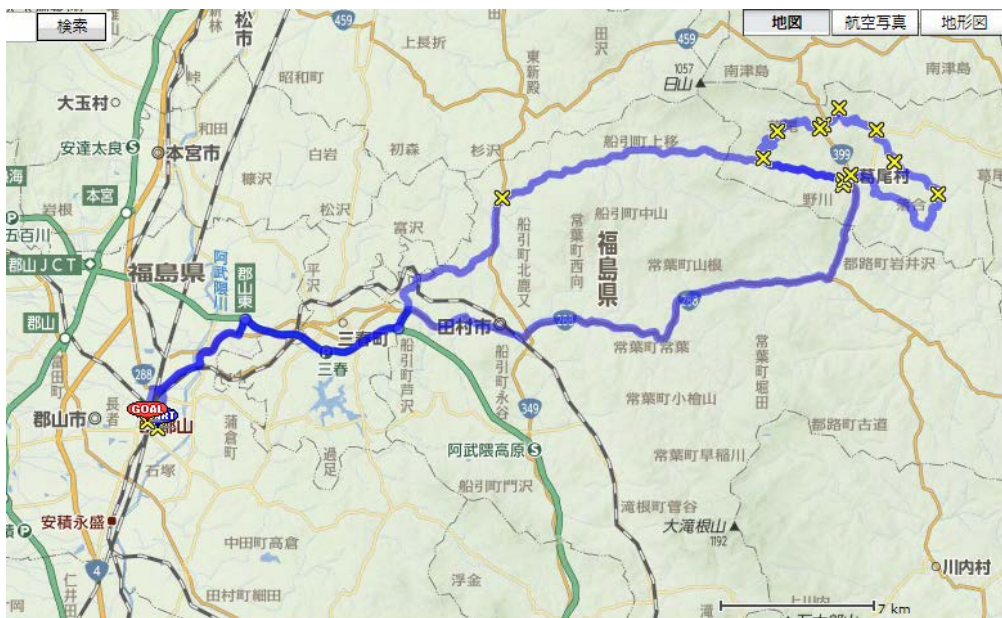 検索
地図
航空写真
地形図
459
松市
昭和町
上長折
田沢
459
東新殿
1057
日山
南津島
南津島
大玉村
峠
和田
安達太良
本宮市
白岩
初森
杉沢
船引町上移
葛尾
399
糠沢
葛尾村
本宮
岩根
松沢
船引町中山
野川
落合
五百川
富沢
船引町北鹿又
常葉町西向
福島県
郡山JCT
福島県
阿武隈川
郡山東
平沢
常葉町山根
都路町岩井沢
288
郡山
三春町
田村市
288
三春
船引町芦沢
常葉町常葉
常葉町堀田
富田町
288
船引町永谷
長者
GOAL
郡山市
郡山
蒲倉町
349
常葉町小檜山
都路町古道
石塚
過足
阿武隈高原
常葉町早稲川
船引町門沢
滝根町菅谷
安積永盛
大滝根山
1192
中田町高倉
4
川内村
仁井田
田村町細田
浮金
上川内
7 km